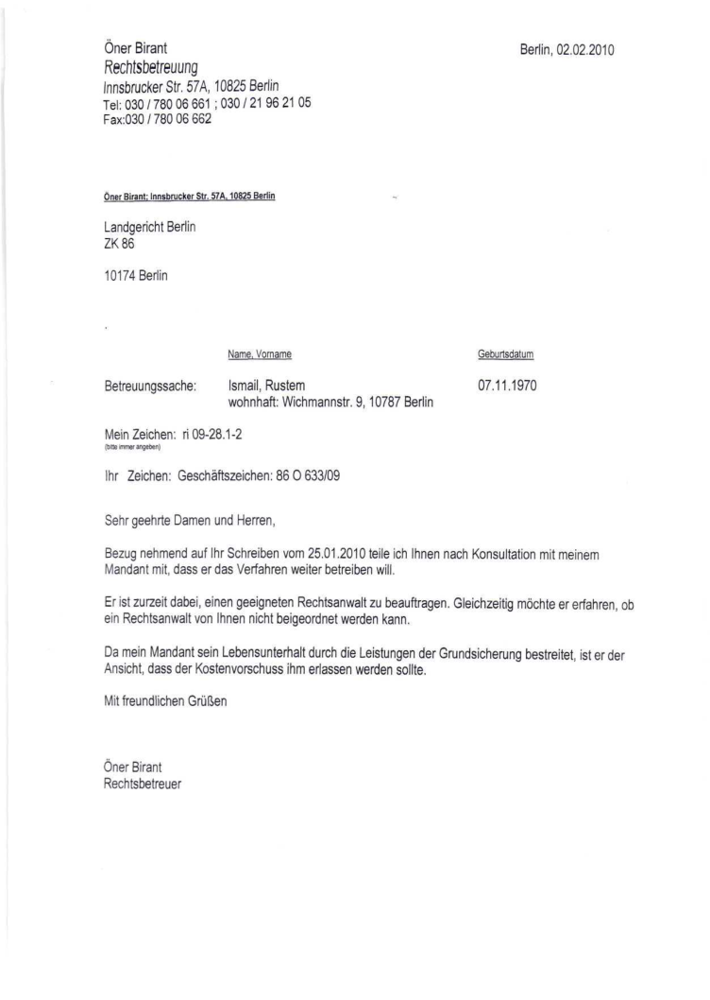 Öner Birant
Berlin, 02.02.2010
Rechtsbetreuung
Innsbrucker Str. 57A, 10825 Berlin
Tel: 030 / 780 06 661 ; 030 / 21 96 21 05
Fax:030 / 780 06 662
Öner Birant; Innsbrucker Str. 57A, 10825 Berlin
Landgericht Berlin
ZK 86
10174 Berlin
Name, Vorname Geburtsdatum
Betreuungssache: Ismail, Rustem 07.11.1970
wohnhaft: Wichmannstr. 9, 10787 Berlin
Mein Zeichen: ri 09-28.1-2
(bitte immer angeben)
Ihr Zeichen: Geschäftszeichen: 86 O 633/09
Sehr geehrte Damen und Herren,
Bezug nehmend auf Ihr Schreiben vom 25.01.2010 teile ich Ihnen nach Konsultation mit meinem
Mandant mit, dass er das Verfahren weiter betreiben will.
Er ist zurzeit dabei, einen geeigneten Rechtsanwalt zu beauftragen. Gleichzeitig möchte er erfahren, ob
ein Rechtsanwalt von Ihnen nicht beigeordnet werden kann.
Da mein Mandant sein Lebensunterhalt durch die Leistungen der Grundsicherung bestreitet, ist er der
Ansicht, dass der Kostenvorschuss ihm erlassen werden sollte.
Mit freundlichen Grüßen
Öner Birant
Rechtsbetreuer